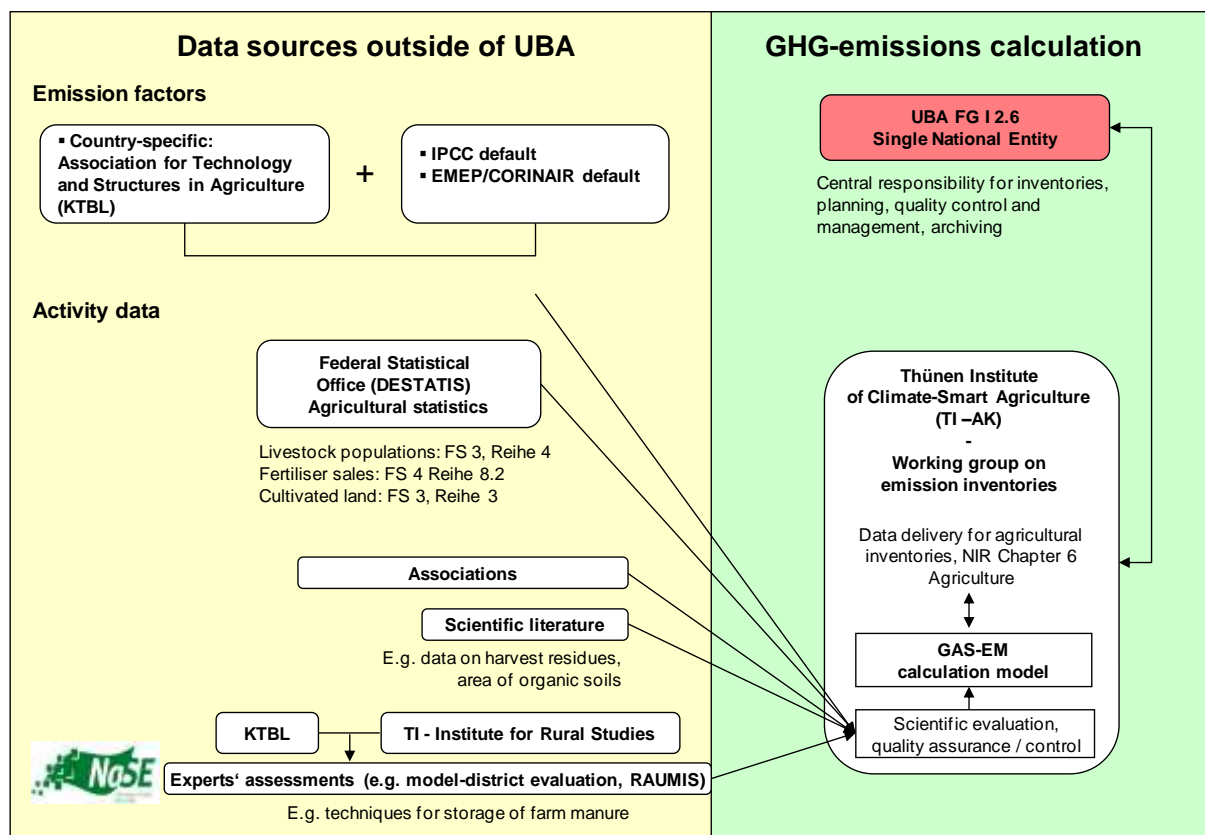 Data sources outside of UBA
Emission factors
▪ Country-specific:
Association for Technology
and Structures in Agriculture
(KTBL)
+
▪ IPCC default
▪ EMEP/CORINAIR default
Activity data
Federal Statistical
Office (DESTATIS)
Agricultural statistics
Livestock populations: FS 3, Reihe 4
Fertiliser sales: FS 4 Reihe 8.2
Cultivated land: FS 3, Reihe 3
Associations
Scientific literature
E.g. data on harvest residues,
area of organic soils
KTBL
TI - Institute for Rural Studies
NaSE
Experts‘ assessments (e.g. model-district evaluation, RAUMIS)
E.g. techniques for storage of farm manure
GHG-emissions calculation
UBA FG I 2.6
Single National Entity
Central responsibility for inventories,
planning, quality control and
management, archiving
Thünen Institute
of Climate-Smart Agriculture
(TI –AK)
-
Working group on
emission inventories
Data delivery for agricultural
inventories, NIR Chapter 6
Agriculture
GAS-EM
calculation model
Scientific evaluation,
quality assurance / control